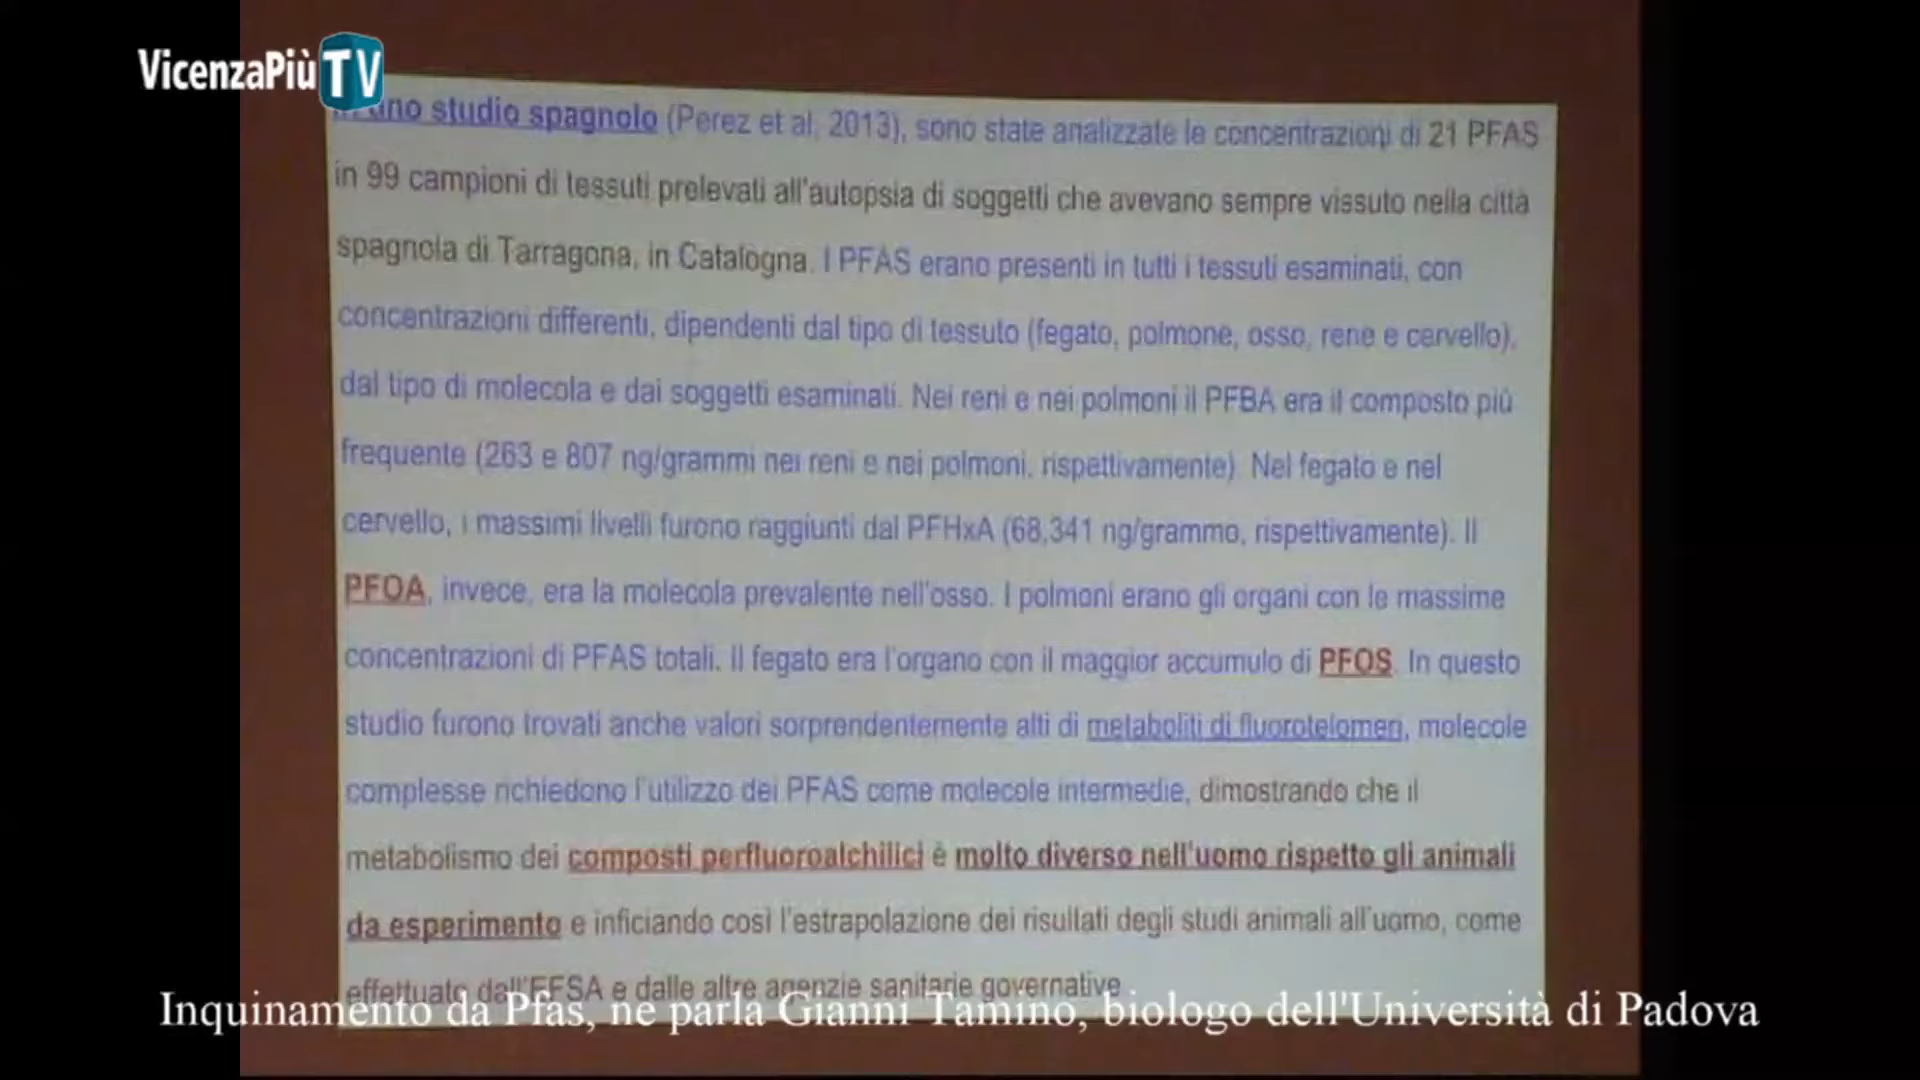 VicenzaPiù TV
In uno studio spagnolo (Perez et al, 2013), sono state analizzate le concentrazioni di 21 PFAS
in 99 campioni di tessuti prelevati all'autopsia di soggetti che avevano sempre vissuto nella città
spagnola di Tarragona, in Catalogna. I PFAS erano presenti in tutti i tessuti esaminati, con
concentrazioni differenti, dipendenti dal tipo di tessuto (fegato, polmone, osso, rene e cervello),
dal tipo di molecola e dai soggetti esaminati. Nei reni e nei polmoni il PFBA era il composto più
frequente (263 e 807 ng/grammi nei reni e nei polmoni, rispettivamente). Nel fegato e nel
cervello, i massimi livelli furono raggiunti dal PFHxA (68,341 ng/grammo, rispettivamente). Il
PFOA, invece, era la molecola prevalente nell'osso. I polmoni erano gli organi con le massime
concentrazioni di PFAS totali. Il fegato era l'organo con il maggior accumulo di PFOS. In questo
studio furono trovati anche valori sorprendentemente alti di metaboliti di fluorotelomeri, molecole
complesse richiedono l'utilizzo dei PFAS come molecole intermedie, dimostrando che il
metabolismo dei composti perfluoroalchilici è molto diverso nell'uomo rispetto gli animali
da esperimento e inficiando così l'estrapolazione dei risultati degli studi animali all'uomo, come
effettuato dall'EFSA e dalle altre agenzie sanitarie governative.
Inquinamento da Pfas, ne parla Gianni Tamino, biologo dell'Università di Padova